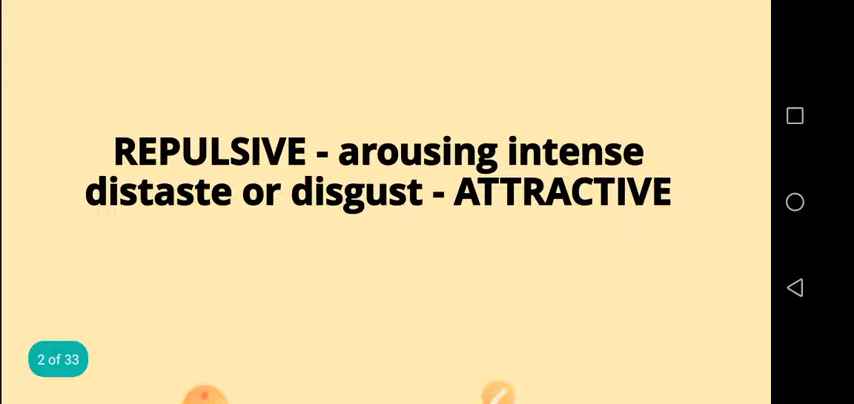 REPULSIVE - arousing intense
distaste or disgust - ATTRACTIVE
2 of 33